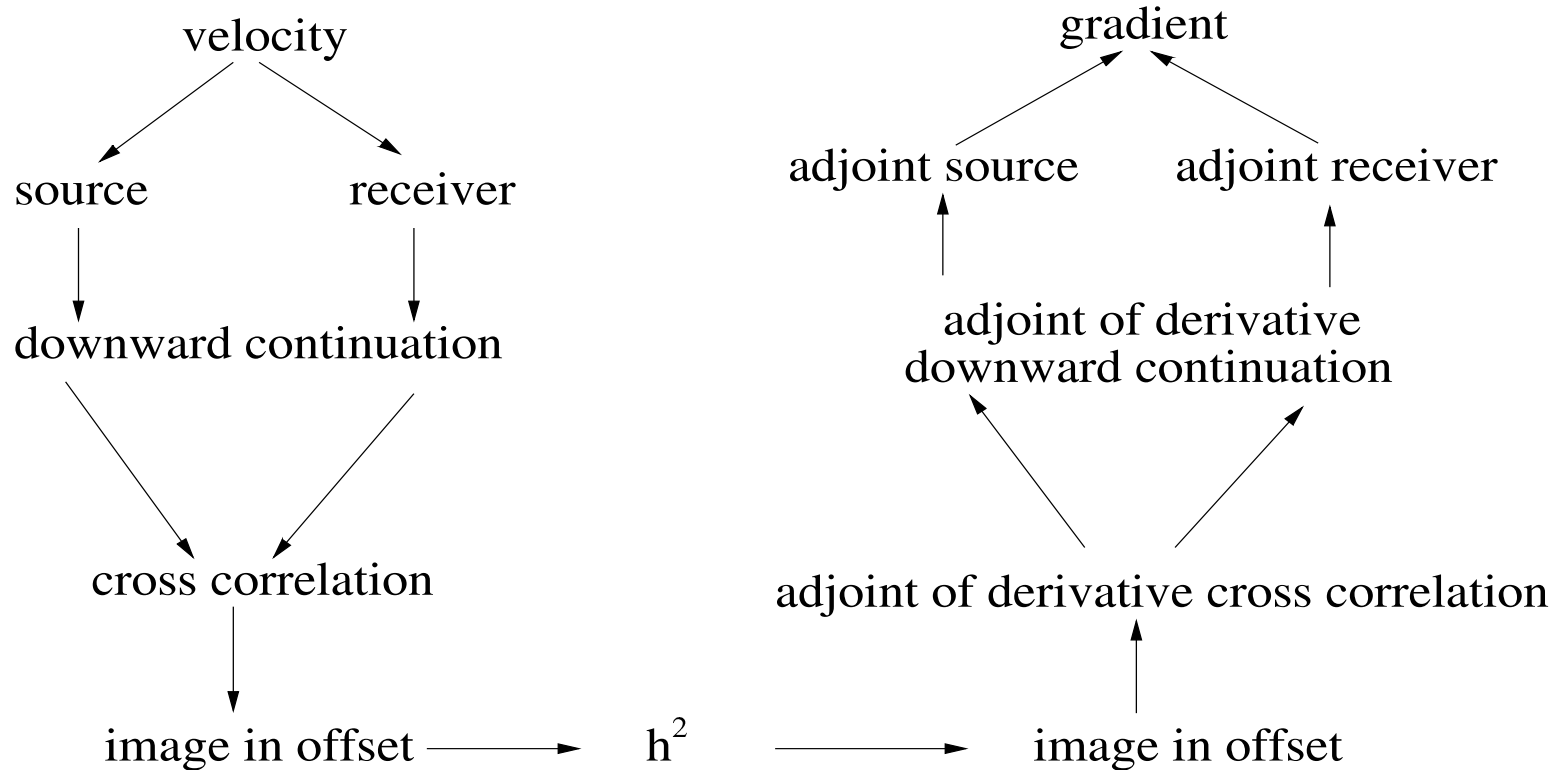 velocity
source
receiver
downward continuation
cross correlation
image in offset
h²
gradient
adjoint source
adjoint receiver
adjoint of derivative
downward continuation
adjoint of derivative cross correlation
image in offset